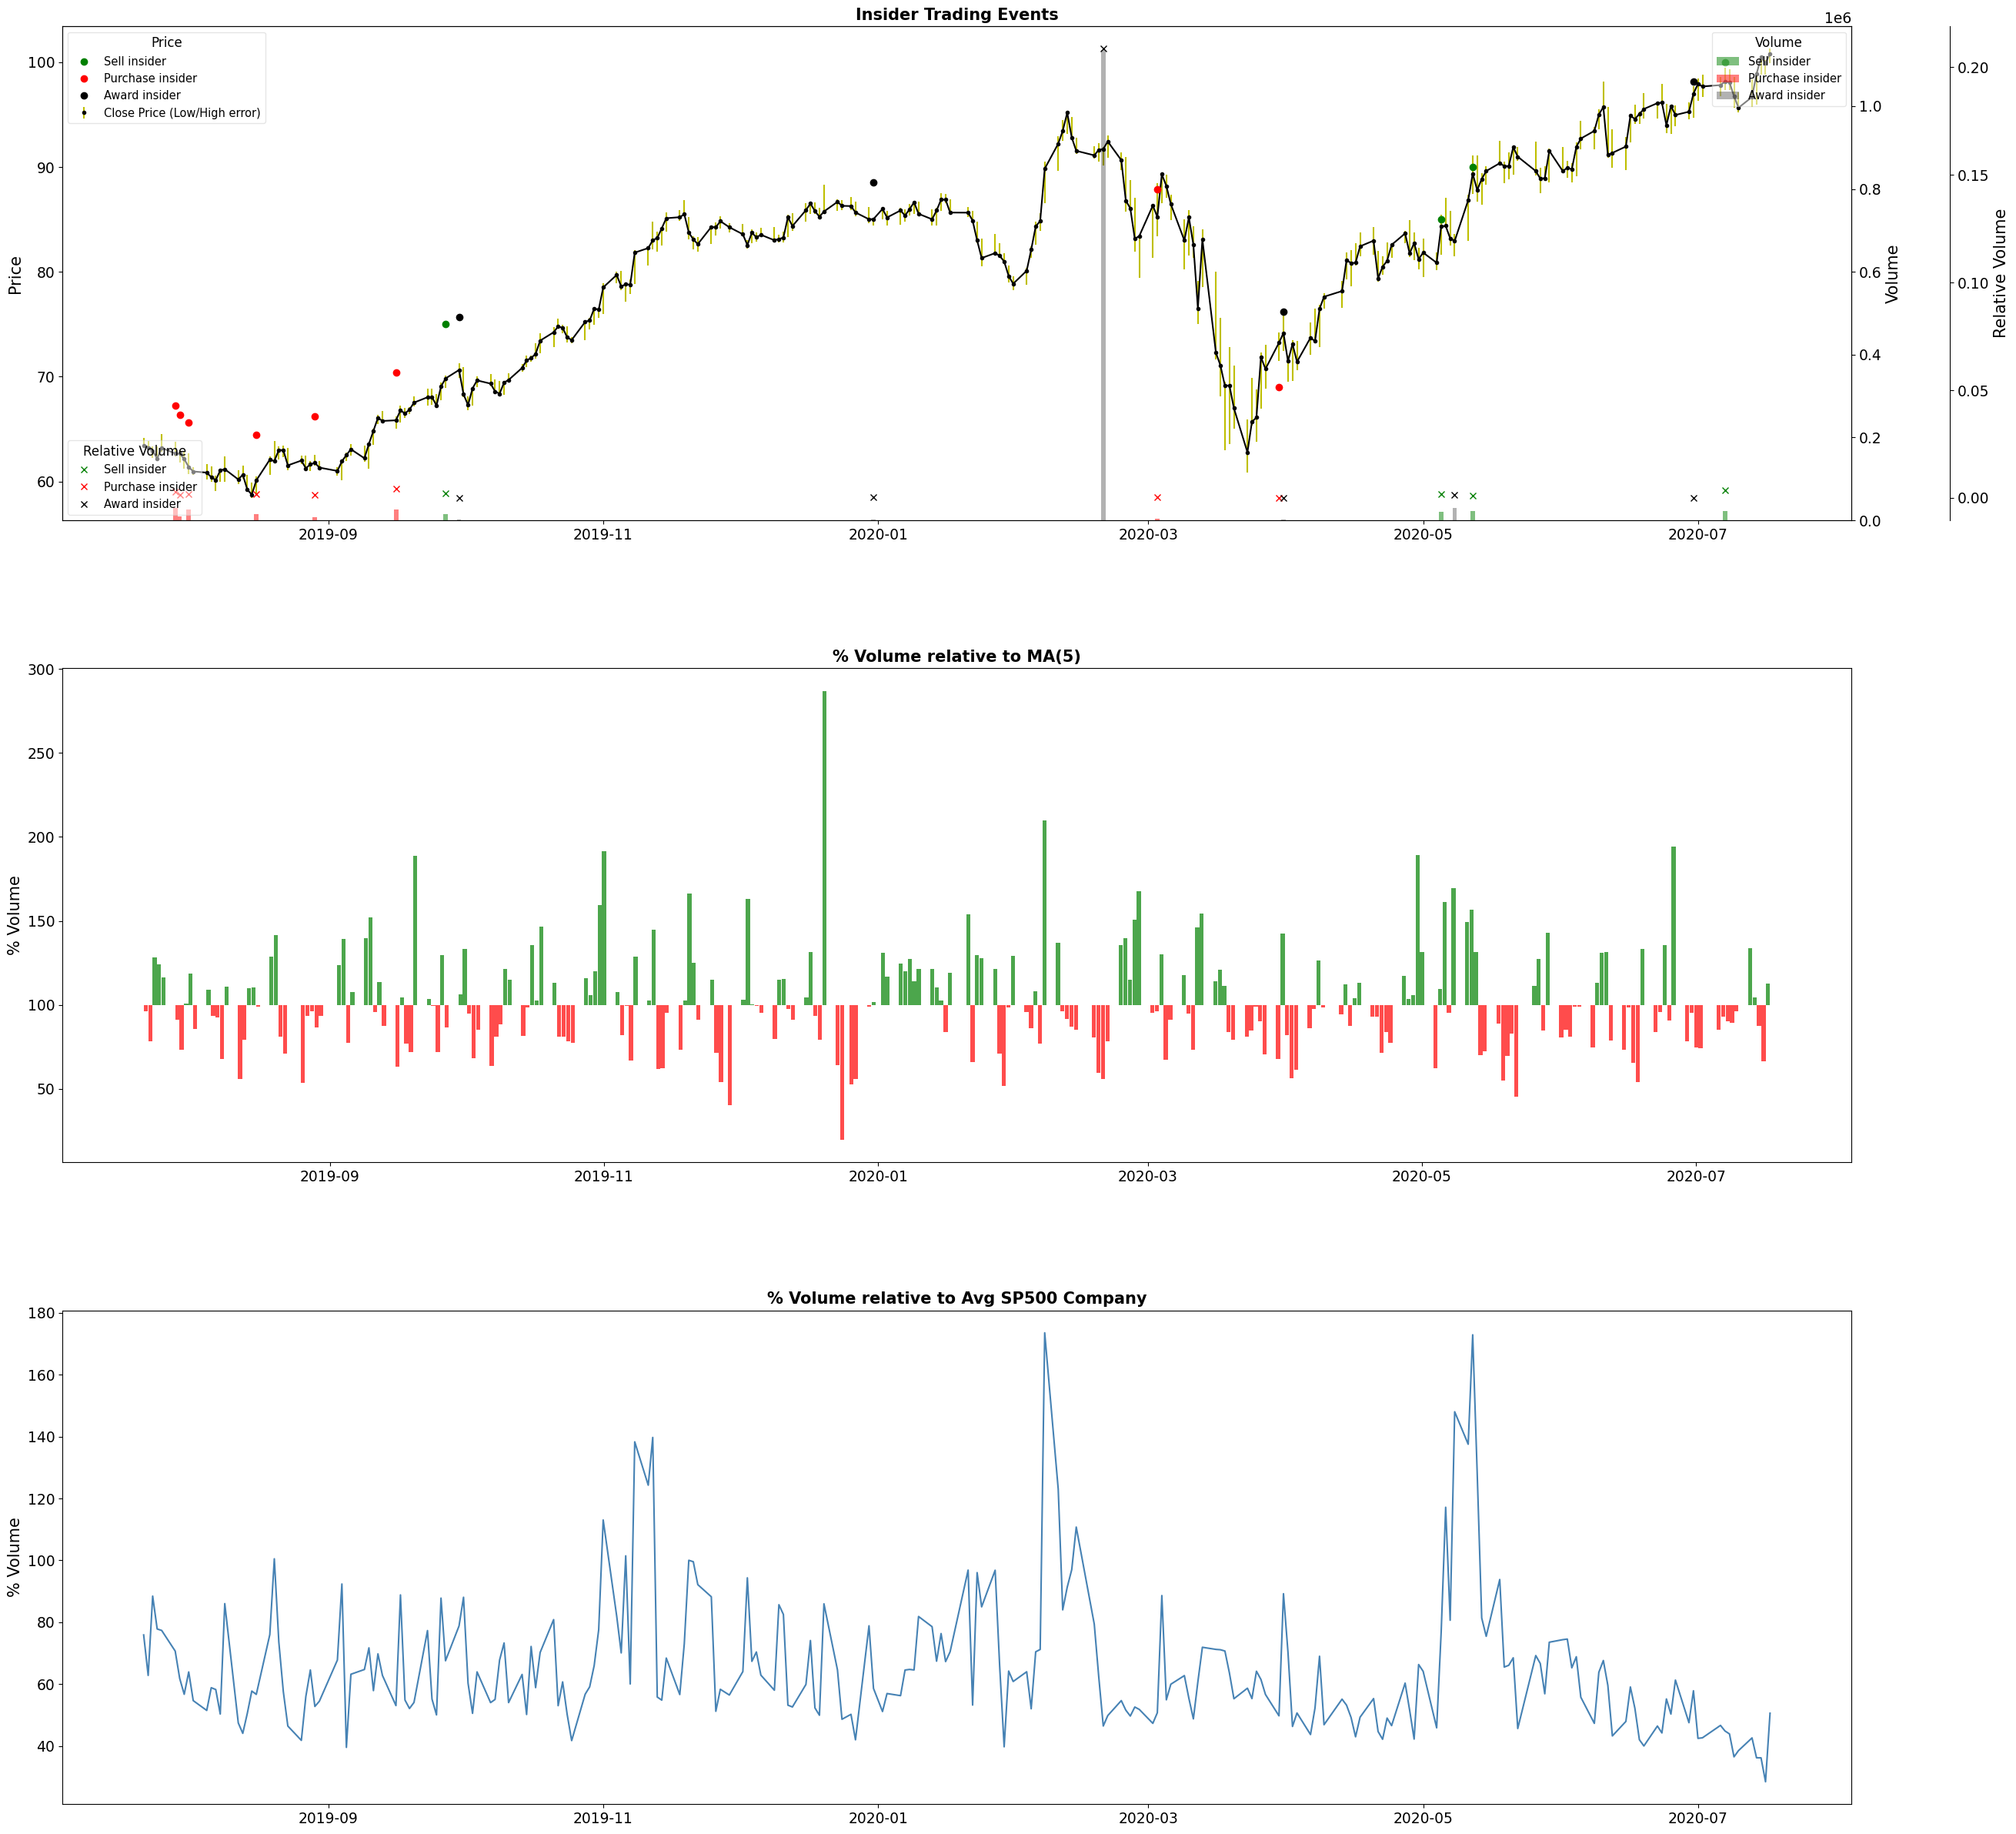 Insider Trading Events
1e6
Price
Sell insider
Purchase insider
Award insider
Close Price (Low/High error)
Volume
Sell insider
Purchase insider
Award insider
Relative Volume
Sell insider
Purchase insider
Award insider
100
90
80
70
60
Price
1.0
0.8
0.6
0.4
0.2
0.0
Volume
0.20
0.15
0.10
0.05
0.00
Relative Volume
2019-09 2019-11 2020-01 2020-03 2020-05 2020-07
% Volume relative to MA(5)
300
250
200
150
100
50
% Volume
2019-09 2019-11 2020-01 2020-03 2020-05 2020-07
% Volume relative to Avg SP500 Company
180
160
140
120
100
80
60
40
% Volume
2019-09 2019-11 2020-01 2020-03 2020-05 2020-07